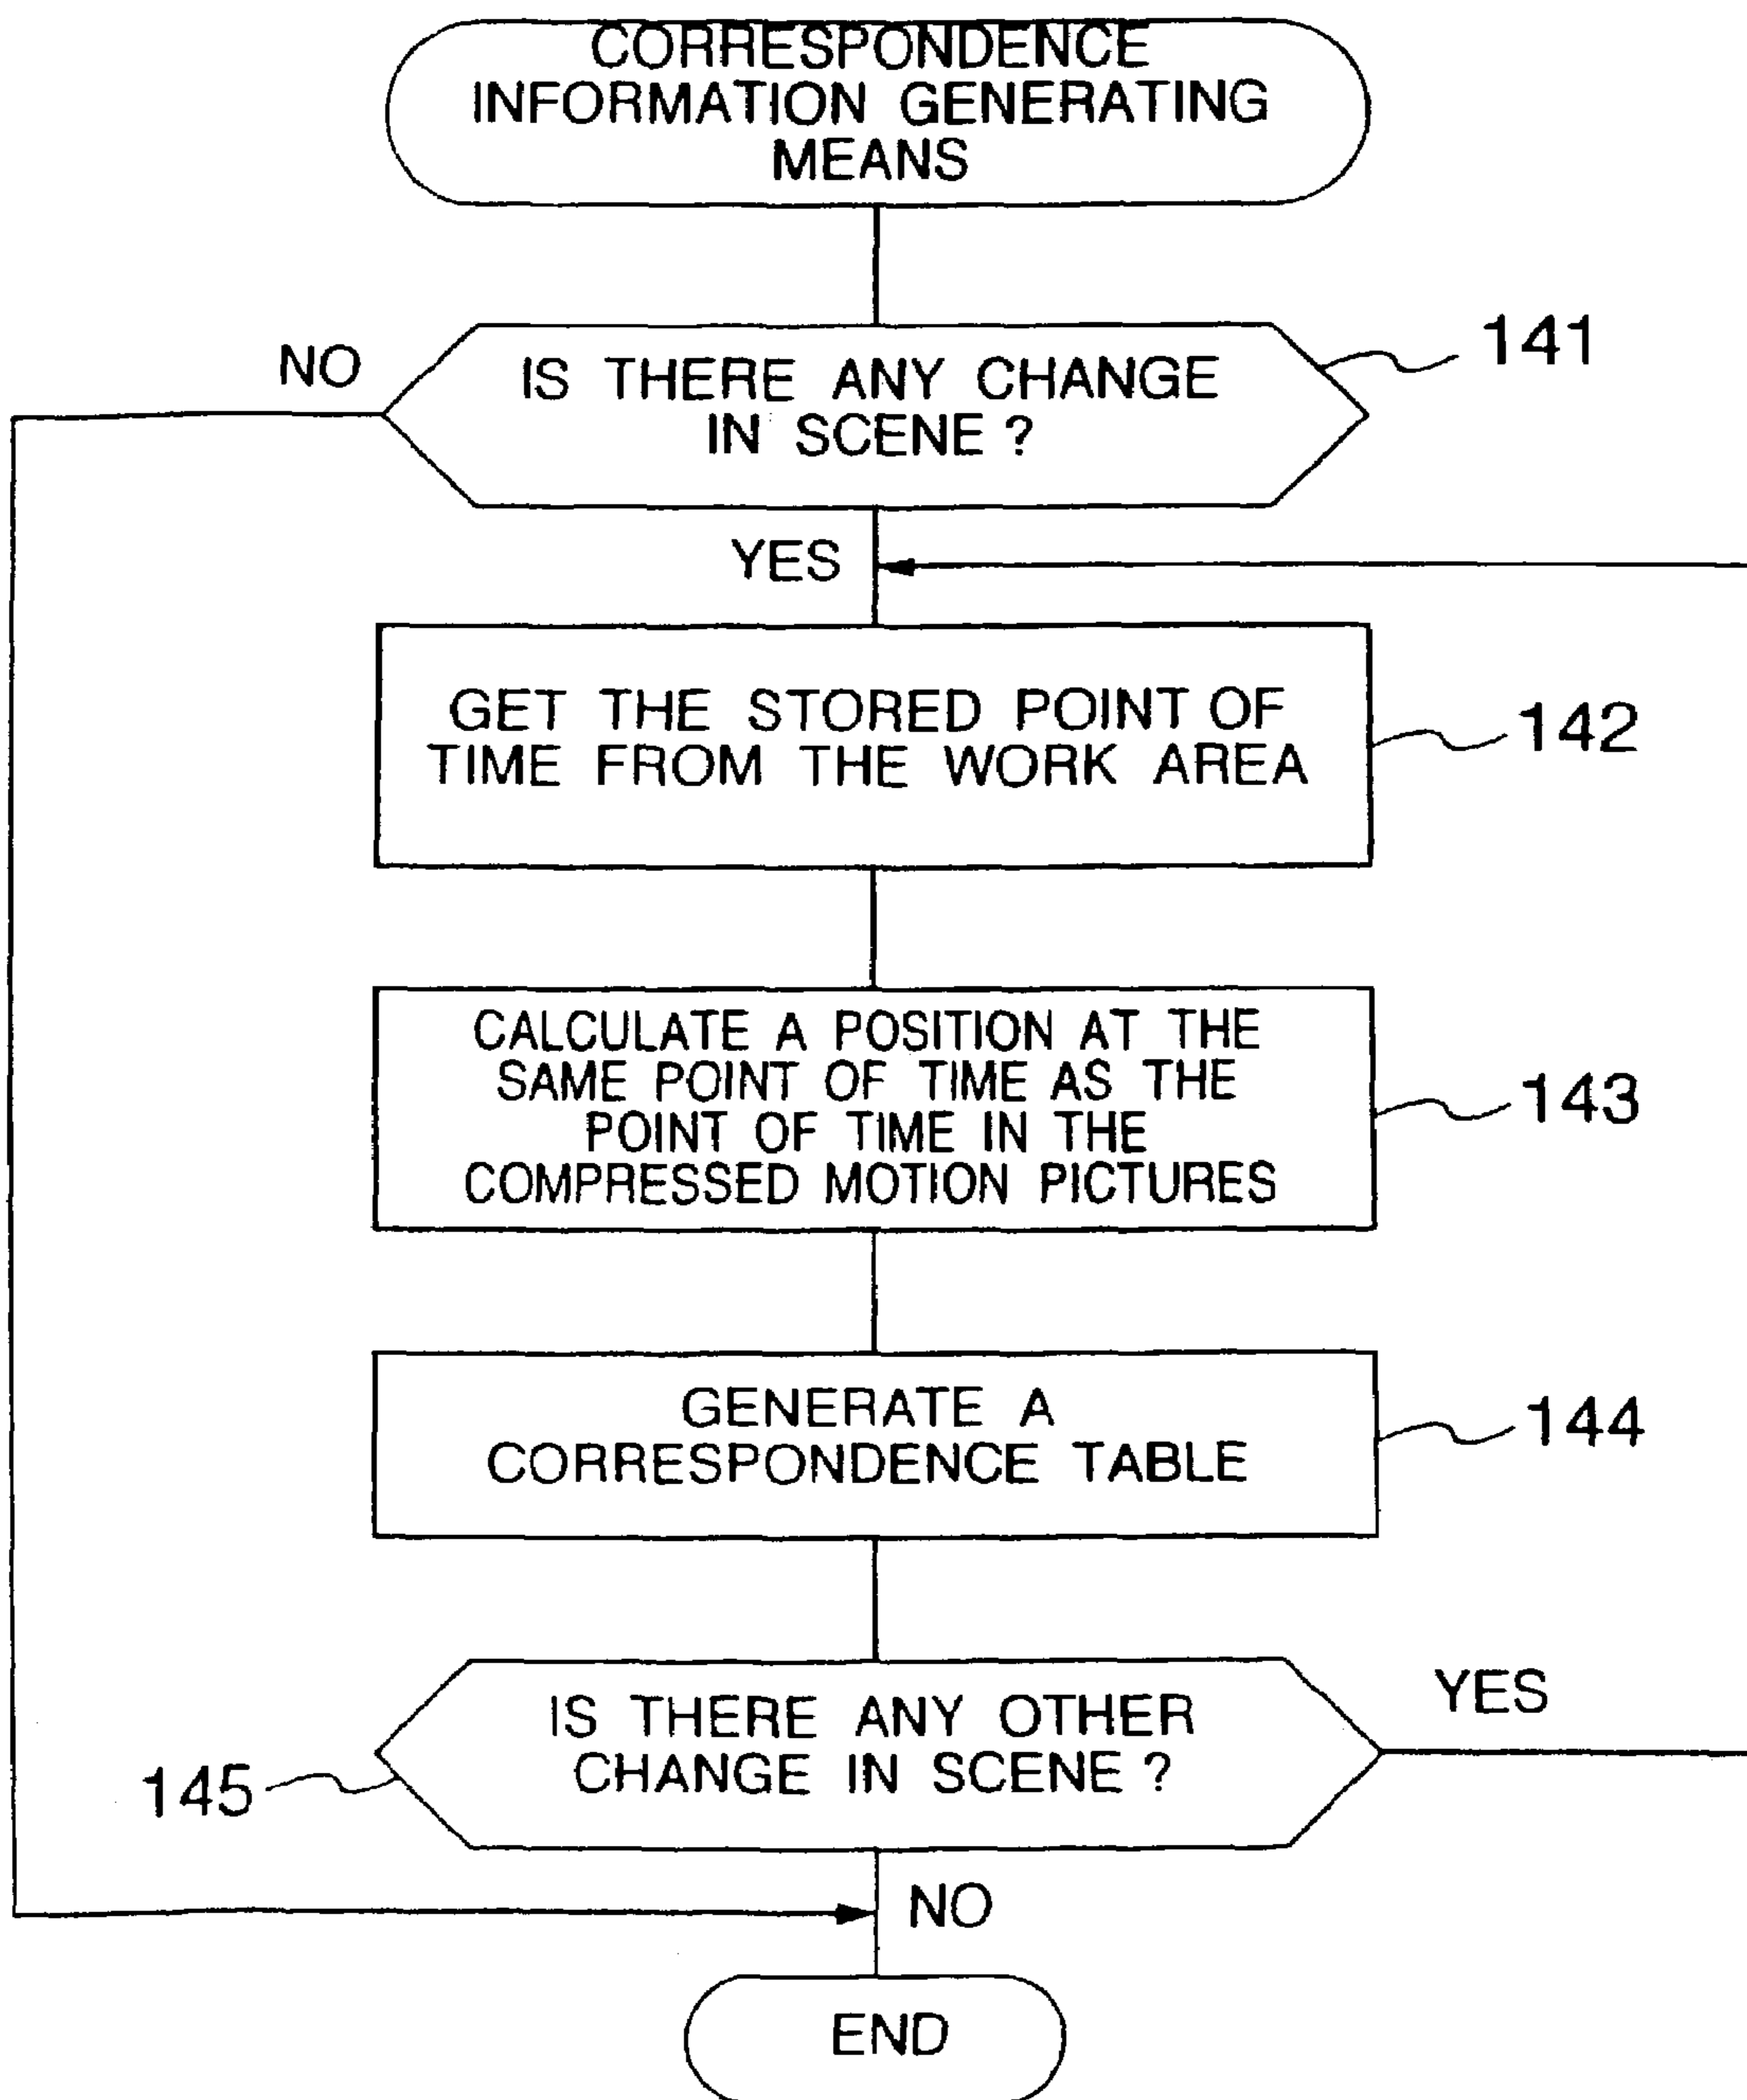 CORRESPONDENCE
INFORMATION GENERATING
MEANS
NO
IS THERE ANY CHANGE
IN SCENE ?
141
YES
GET THE STORED POINT OF
TIME FROM THE WORK AREA
142
CALCULATE A POSITION AT THE
SAME POINT OF TIME AS THE
POINT OF TIME IN THE
COMPRESSED MOTION PICTURES
143
GENERATE A
CORRESPONDENCE TABLE
144
IS THERE ANY OTHER
CHANGE IN SCENE ?
YES
145
NO
END